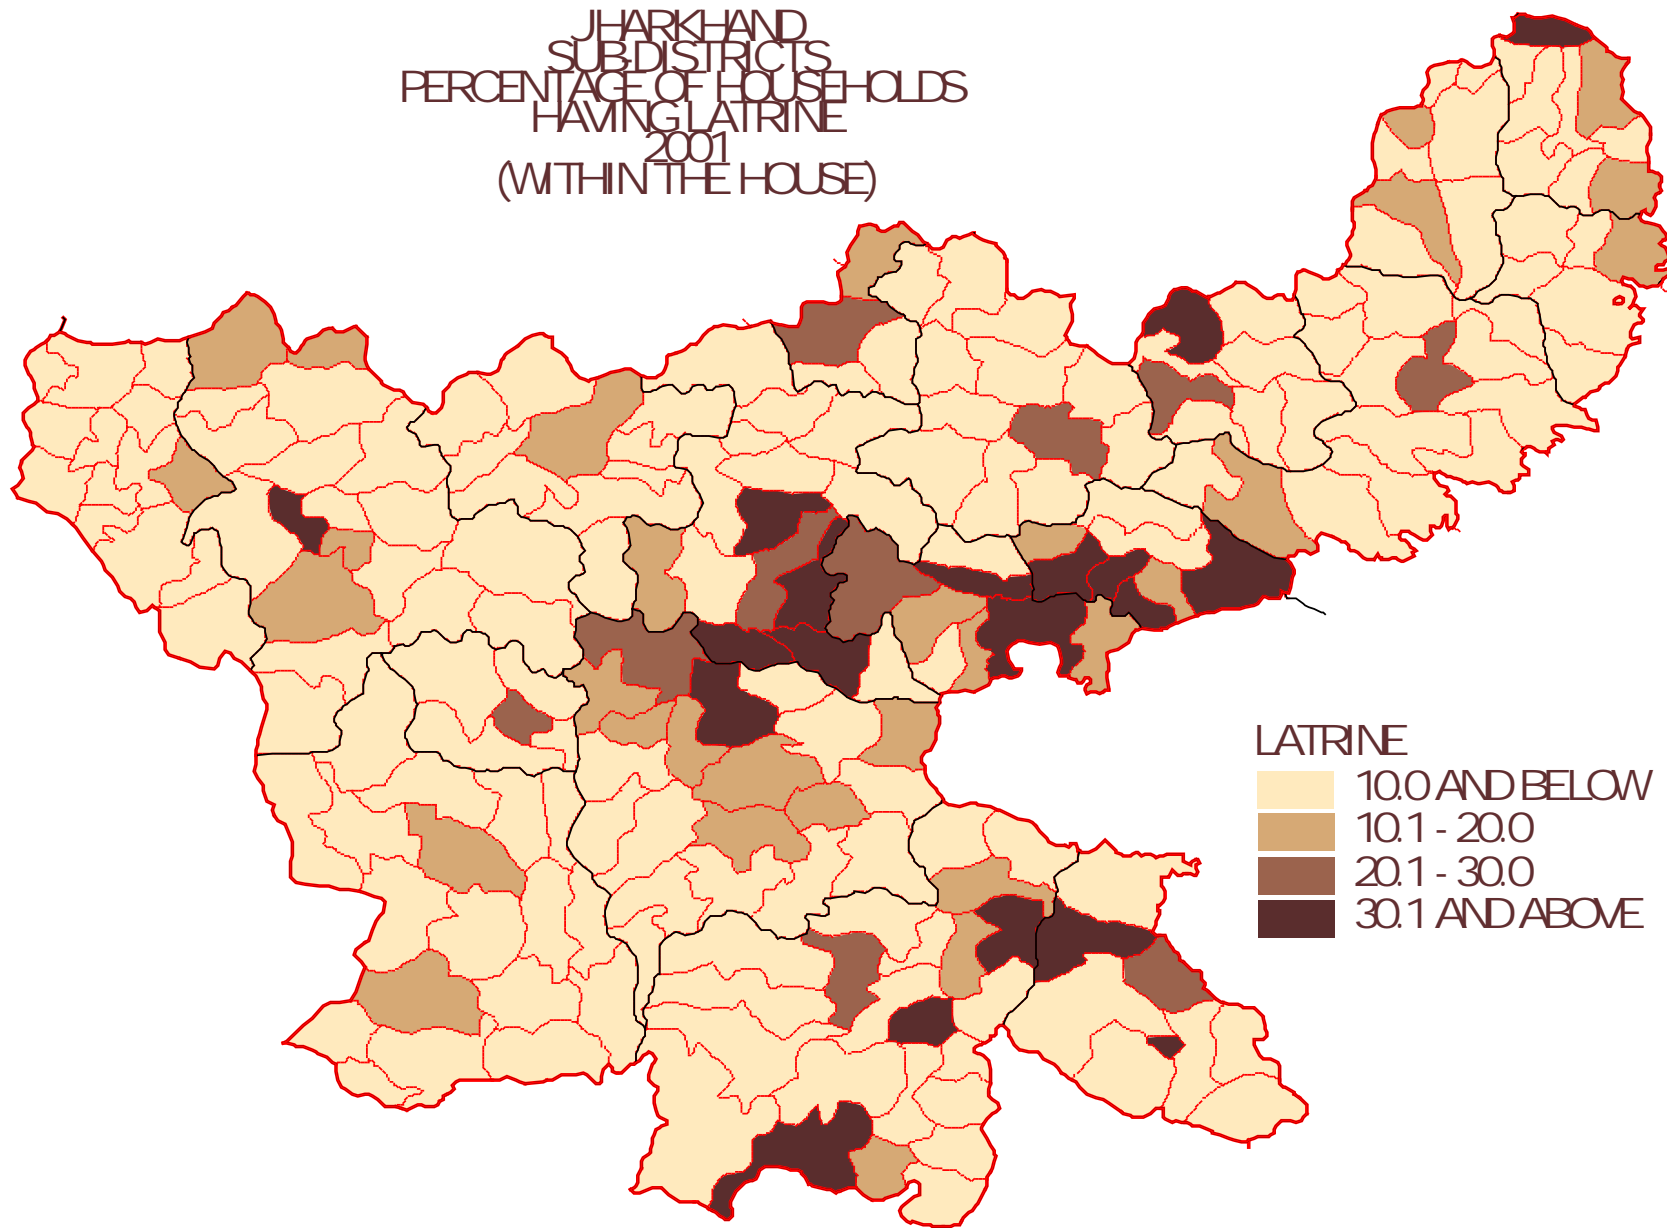 JHARKHAND
SUB-DISTRICTS
PERCENTAGE OF HOUSEHOLDS
HAVING LATRINE
2001
(WITHIN THE HOUSE)
LATRINE
10.0 AND BELOW
10.1 - 20.0
20.1 - 30.0
30.1 AND ABOVE